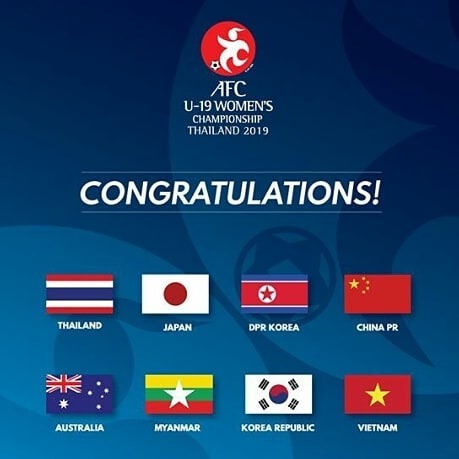 AFC
U-19 WOMEN'S
CHAMPIONSHIP
THAILAND 2019
CONGRATULATIONS!
THAILAND JAPAN DPR KOREA CHINA PR
AUSTRALIA MYANMAR KOREA REPUBLIC VIETNAM